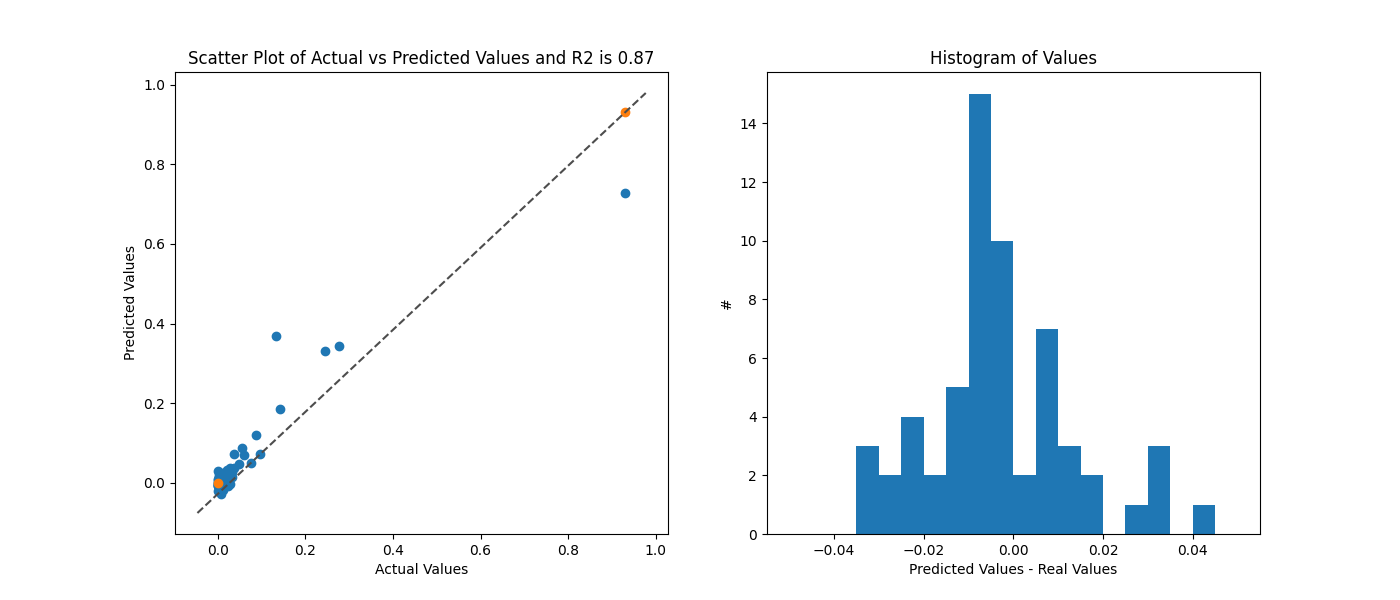 Scatter Plot of Actual vs Predicted Values and R2 is 0.87
1.0
0.8
0.6
0.4
0.2
0.0
Predicted Values
0.0 0.2 0.4 0.6 0.8 1.0
Actual Values
Histogram of Values
14
12
10
8
6
4
2
0
#
−0.04 −0.02 0.00 0.02 0.04
Predicted Values - Real Values